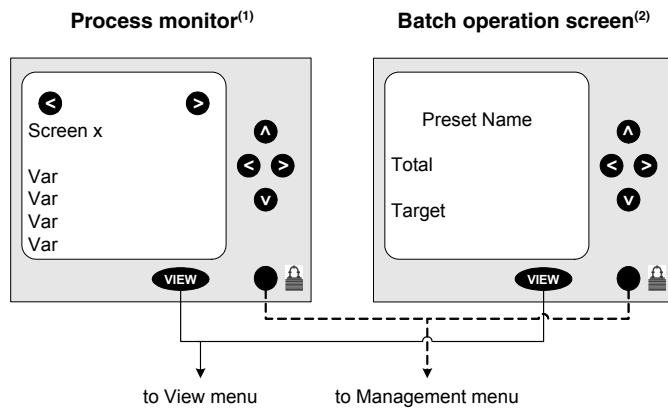 Process monitor(1)
Batch operation screen(2)
< >
Screen x
Var
Var
Var
Var
ʌ
< >
v
VIEW
Preset Name
Total
Target
ʌ
< >
v
VIEW
to View menu
to Management menu